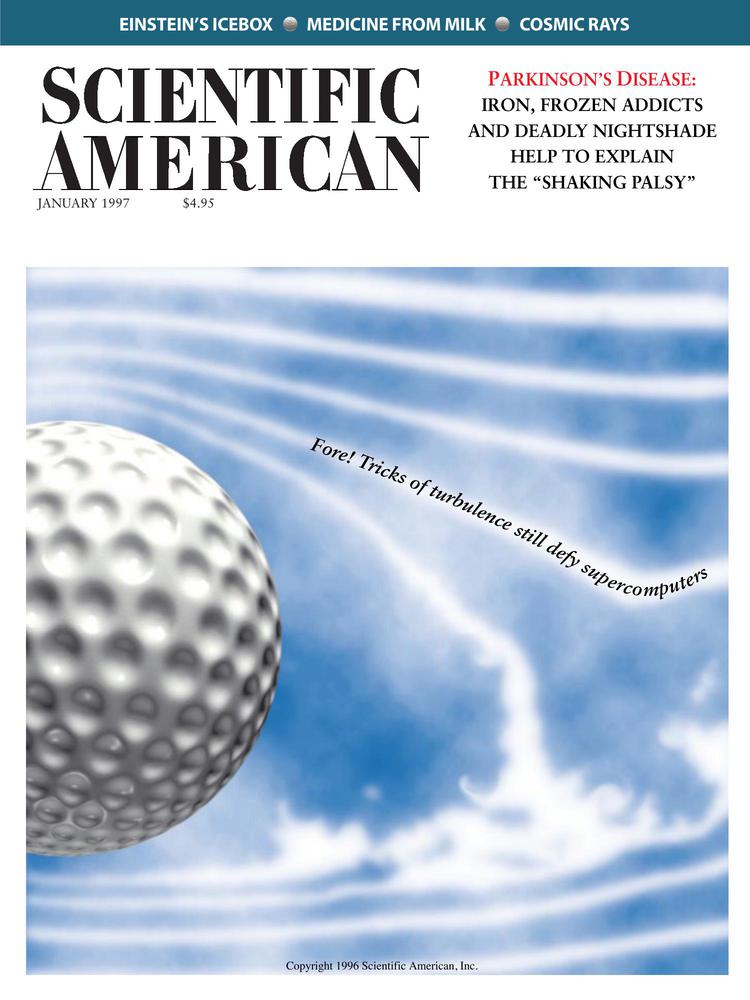 EINSTEIN’S ICEBOX MEDICINE FROM MILK COSMIC RAYS
SCIENTIFIC
AMERICAN
JANUARY 1997 $4.95
PARKINSON’S DISEASE:
IRON, FROZEN ADDICTS
AND DEADLY NIGHTSHADE
HELP TO EXPLAIN
THE “SHAKING PALSY”
Fore! Tricks of turbulence still defy supercomputers
Copyright 1996 Scientific American, Inc.